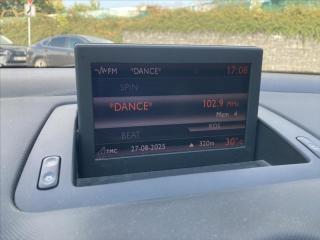 FM *DANCE* 17:08
SPIN
*DANCE* 102.9 MHz
Mem 4
BEAT RDS
TMC 27-08-2025 ▲ 320m 30°